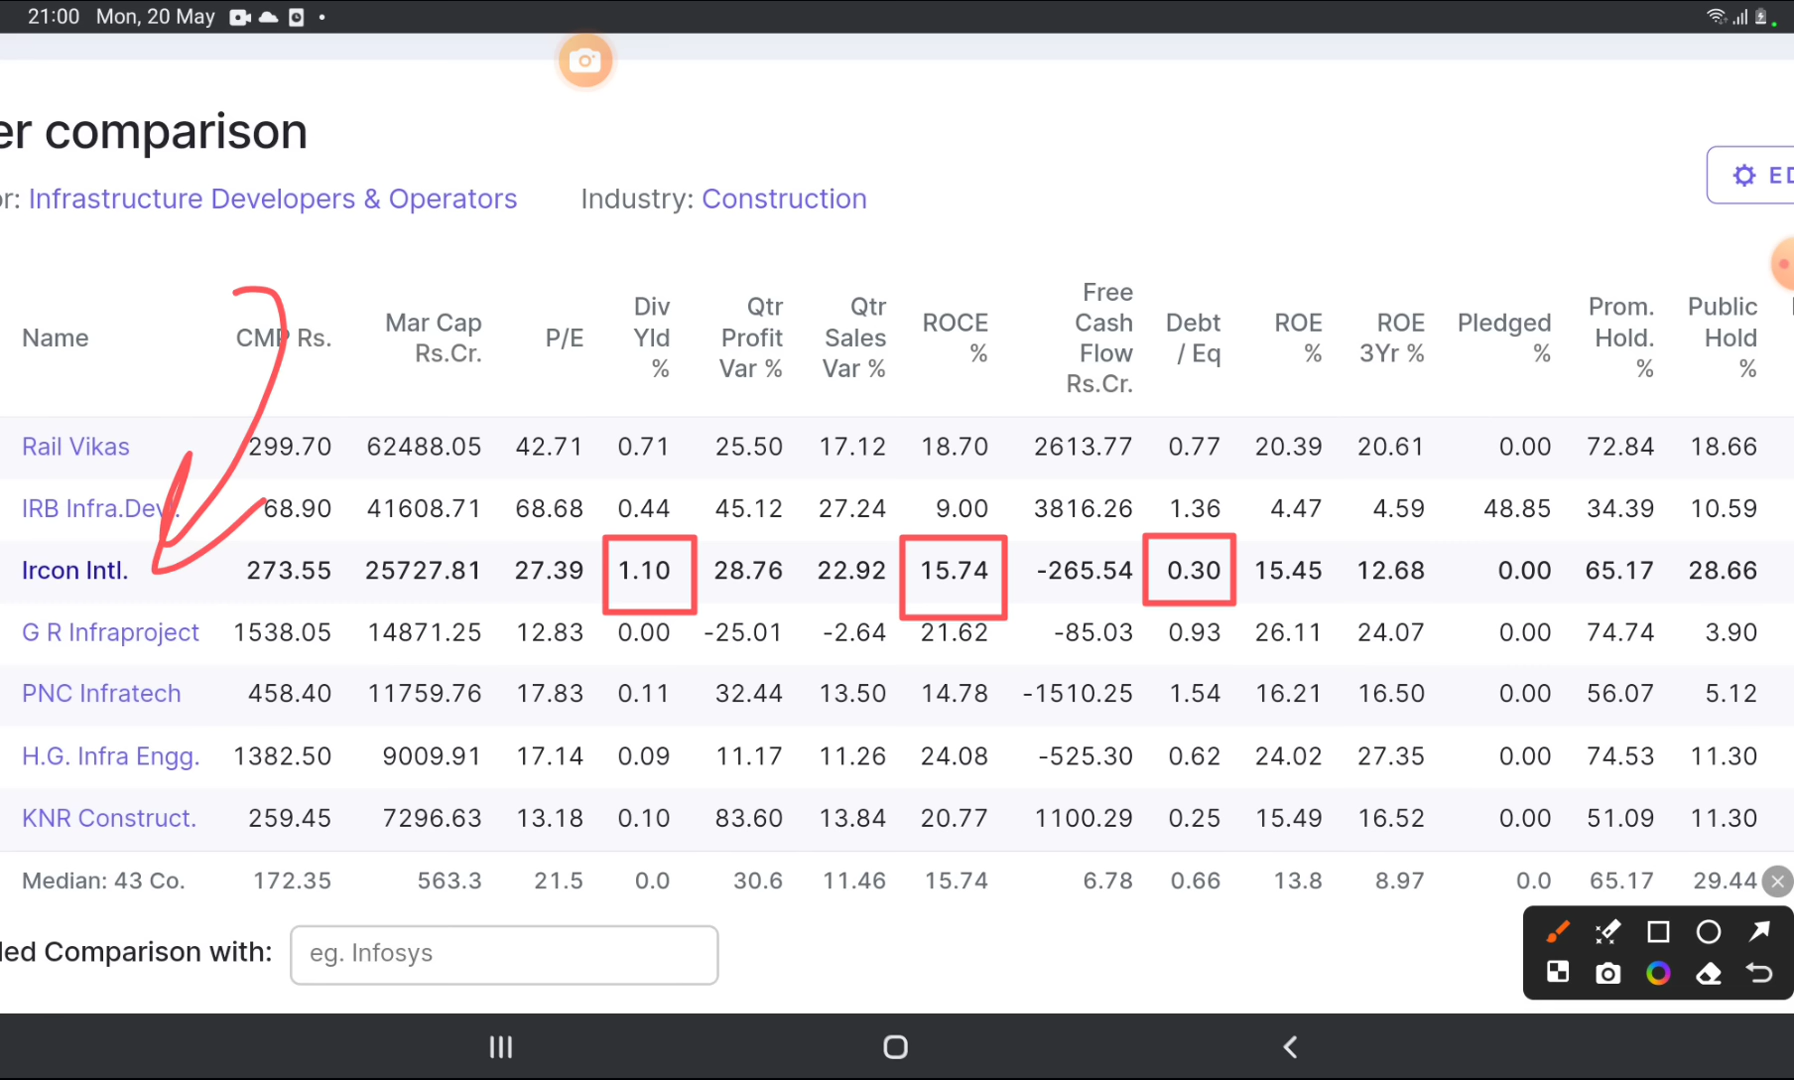 21:00 Mon, 20 May
er comparison
or: Infrastructure Developers & Operators Industry: Construction
ED
Name CMP Rs. Mar Cap Rs.Cr. P/E Div Yld % Qtr Profit Var % Qtr Sales Var % ROCE % Free Cash Flow Rs.Cr. Debt / Eq ROE % ROE 3Yr % Pledged % Prom. Hold. % Public Hold %
Rail Vikas 299.70 62488.05 42.71 0.71 25.50 17.12 18.70 2613.77 0.77 20.39 20.61 0.00 72.84 18.66
IRB Infra.Dev. 68.90 41608.71 68.68 0.44 45.12 27.24 9.00 3816.26 1.36 4.47 4.59 48.85 34.39 10.59
Ircon Intl. 273.55 25727.81 27.39 1.10 28.76 22.92 15.74 -265.54 0.30 15.45 12.68 0.00 65.17 28.66
G R Infraproject 1538.05 14871.25 12.83 0.00 -25.01 -2.64 21.62 -85.03 0.93 26.11 24.07 0.00 74.74 3.90
PNC Infratech 458.40 11759.76 17.83 0.11 32.44 13.50 14.78 -1510.25 1.54 16.21 16.50 0.00 56.07 5.12
H.G. Infra Engg. 1382.50 9009.91 17.14 0.09 11.17 11.26 24.08 -525.30 0.62 24.02 27.35 0.00 74.53 11.30
KNR Construct. 259.45 7296.63 13.18 0.10 83.60 13.84 20.77 1100.29 0.25 15.49 16.52 0.00 51.09 11.30
Median: 43 Co. 172.35 563.3 21.5 0.0 30.6 11.46 15.74 6.78 0.66 13.8 8.97 0.0 65.17 29.44
led Comparison with: eg. Infosys